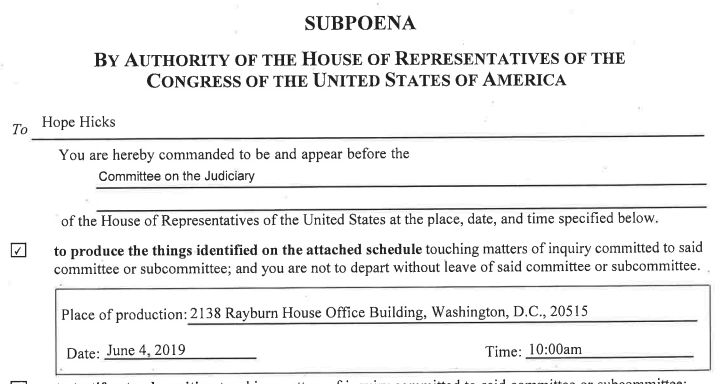 SUBPOENA
BY AUTHORITY OF THE HOUSE OF REPRESENTATIVES OF THE
CONGRESS OF THE UNITED STATES OF AMERICA
To Hope Hicks
You are hereby commanded to be and appear before the
Committee on the Judiciary
of the House of Representatives of the United States at the place, date, and time specified below.
✓ to produce the things identified on the attached schedule touching matters of inquiry committed to said
committee or subcommittee; and you are not to depart without leave of said committee or subcommittee.
Place of production: 2138 Rayburn House Office Building, Washington, D.C., 20515
Date: June 4, 2019 Time: 10:00am